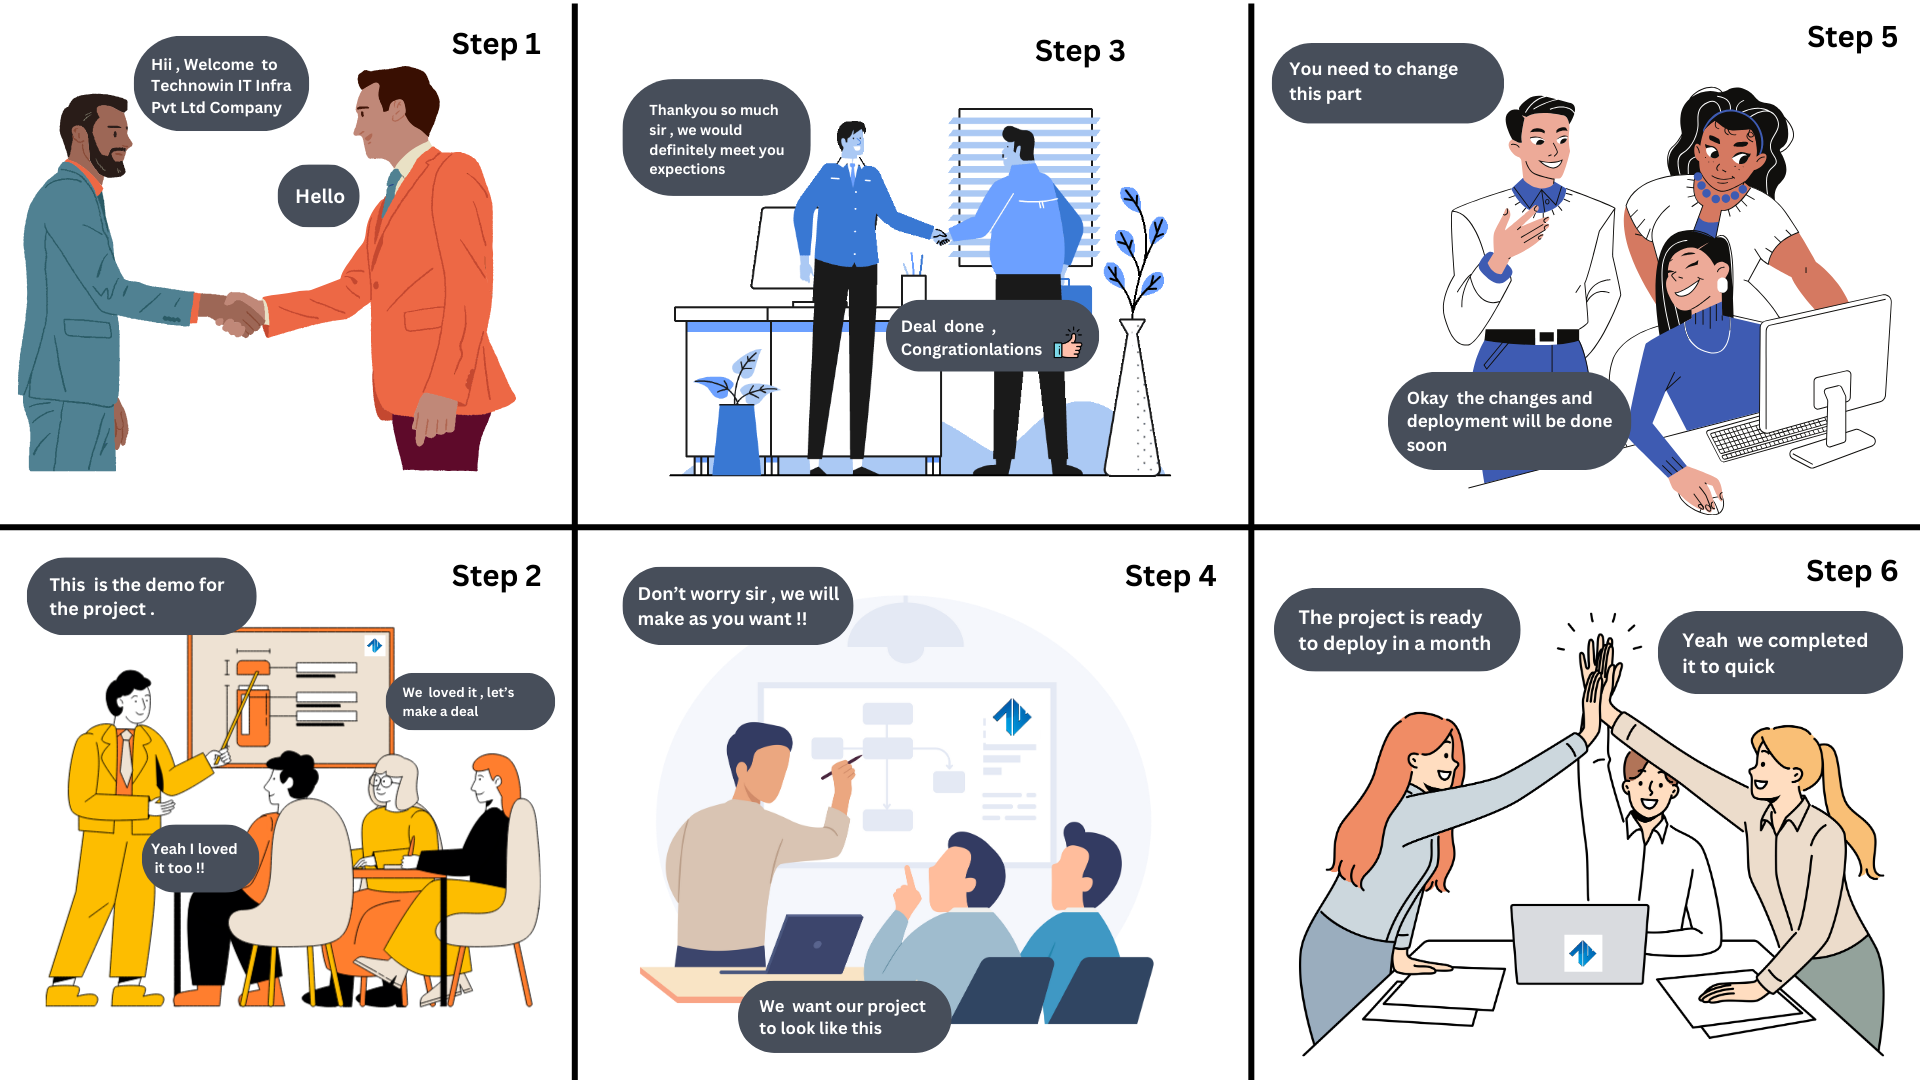 Step 1
Hii , Welcome to
Technowin IT Infra
Pvt Ltd Company
Hello
Step 2
This is the demo for
the project .
We loved it , let's
make a deal
Yeah I loved
it too !!
Step 3
Thankyou so much
sir , we would
definitely meet you
expections
Deal done ,
Congrationlations
Step 4
Don't worry sir , we will
make as you want !!
We want our project
to look like this
Step 5
You need to change
this part
Okay the changes and
deployment will be done
soon
Step 6
The project is ready
to deploy in a month
Yeah we completed
it to quick